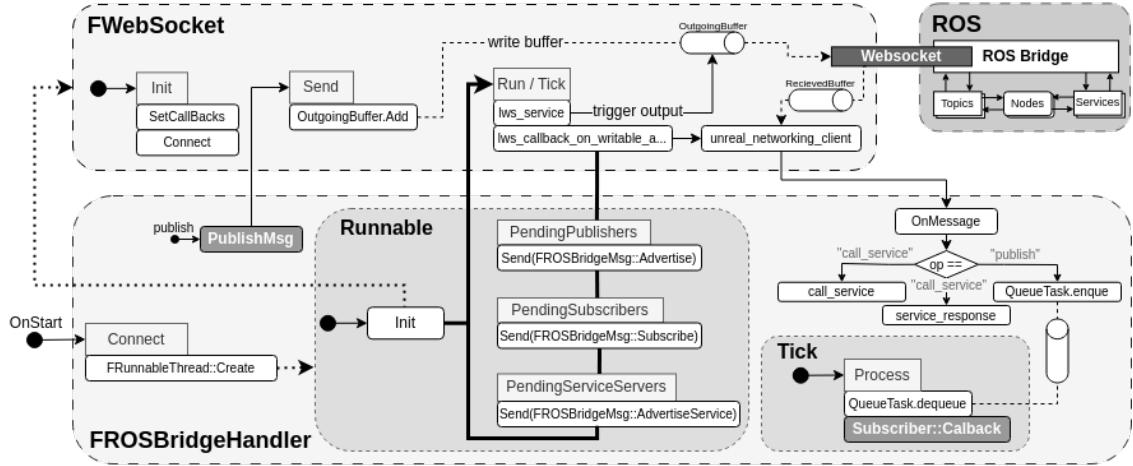 FWebSocket
OutgoingBuffer
ROS
write buffer
Websocket
ROS Bridge
Init
Send
Run / Tick
RecievedBuffer
SetCallBacks
OutgoingBuffer.Add
lws_service
trigger output
Topics
Nodes
Services
Connect
lws_callback_on_writable_a...
unreal_networking_client
publish
PublishMsg
Runnable
PendingPublishers
Send(FROSBridgeMsg::Advertise)
OnMessage
"call_service"
op ==
"publish"
"call_service"
call_service
QueueTask.enque
service_response
OnStart
Connect
FRunnableThread::Create
Init
PendingSubscribers
Send(FROSBridgeMsg::Subscribe)
PendingServiceServers
Send(FROSBridgeMsg::AdvertiseService)
Tick
Process
QueueTask.dequeue
Subscriber::Calback
FROSBridgeHandler